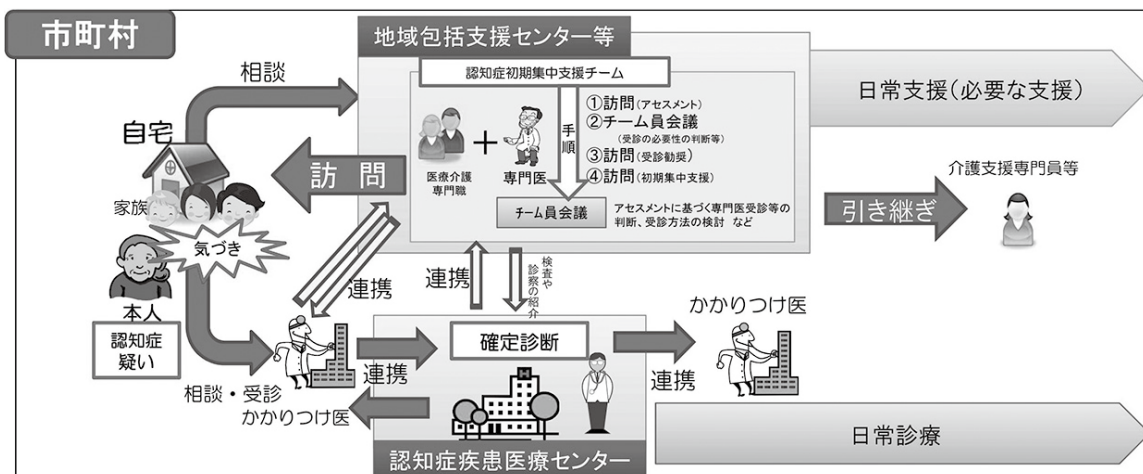 市町村
地域包括支援センター等
認知症初期集中支援チーム
相談
自宅
家族
気づき
本人
認知症
疑い
訪問
医療介護
専門職
+
専門医
手順
①訪問(アセスメント)
②チーム員会議
(受診の必要性の判断等)
③訪問(受診勧奨)
④訪問(初期集中支援)
チーム員会議
アセスメントに基づく専門医受診等の
判断、受診方法の検討 など
日常支援(必要な支援)
介護支援専門員等
引き継ぎ
連携
連携
検査や
診察の紹介
相談・受診
かかりつけ医
連携
確定診断
認知症疾患医療センター
連携
かかりつけ医
日常診療